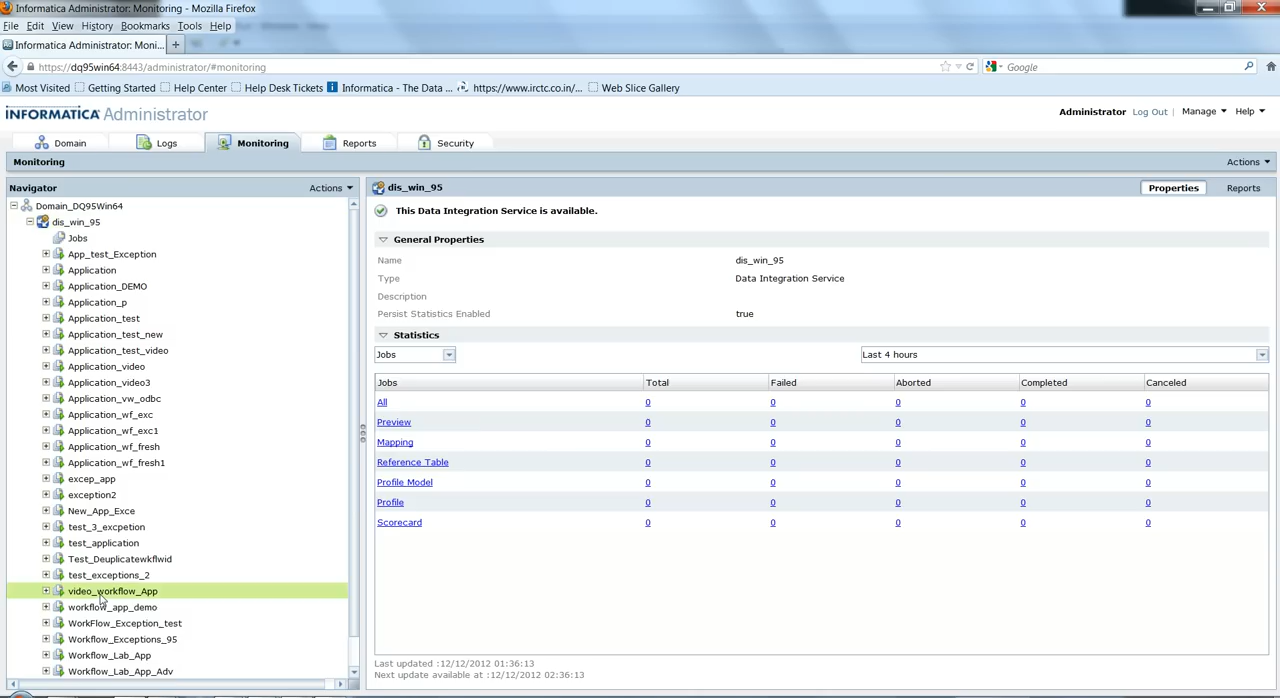 Informatica Administrator: Monitoring - Mozilla Firefox
File Edit View History Bookmarks Tools Help
Informatica Administrator: Moni... +
https://dq95win64:8443/administrator/#monitoring Google
Most Visited Getting Started Help Center Help Desk Tickets Informatica - The Data ... https://www.irctc.co.in/... Web Slice Gallery
INFORMATICA Administrator Administrator Log Out Manage Help
Domain Logs Monitoring Reports Security
Monitoring Actions
Navigator Actions
Domain_DQ95Win64
dis_win_95
Jobs
App_test_Exception
Application
Application_DEMO
Application_p
Application_test
Application_test_new
Application_test_video
Application_video
Application_video3
Application_vw_odbc
Application_wf_exc
Application_wf_exc1
Application_wf_fresh
Application_wf_fresh1
excep_app
exception2
New_App_Exce
test_3_excpetion
test_application
Test_Deuplicatewkflwid
test_exceptions_2
video_workflow_App
workflow_app_demo
WorkFlow_Exception_test
Workflow_Exceptions_95
Workflow_Lab_App
Workflow_Lab_App_Adv
dis_win_95 Properties Reports
This Data Integration Service is available.
General Properties
Name dis_win_95
Type Data Integration Service
Description
Persist Statistics Enabled true
Statistics
Jobs Last 4 hours
Jobs Total Failed Aborted Completed Canceled
All 0 0 0 0 0
Preview 0 0 0 0 0
Mapping 0 0 0 0 0
Reference Table 0 0 0 0 0
Profile Model 0 0 0 0 0
Profile 0 0 0 0 0
Scorecard 0 0 0 0 0
Last updated :12/12/2012 01:36:13
Next update available at :12/12/2012 02:36:13